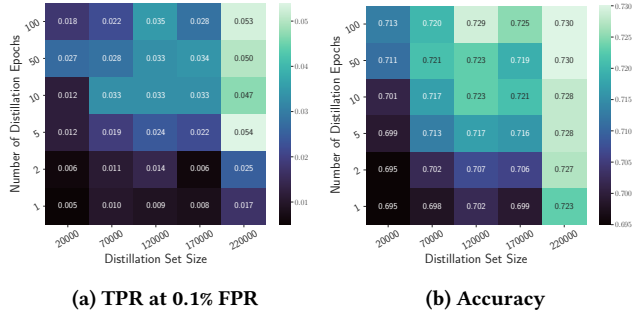 Number of Distillation Epochs
100 0.018 0.022 0.035 0.028 0.053
50 0.027 0.028 0.033 0.034 0.050
10 0.012 0.033 0.033 0.033 0.047
5 0.012 0.019 0.024 0.022 0.054
2 0.006 0.011 0.014 0.006 0.025
1 0.005 0.010 0.009 0.008 0.017
20000 70000 120000 170000 220000
Distillation Set Size
0.05
0.04
0.03
0.02
0.01
(a) TPR at 0.1% FPR
Number of Distillation Epochs
100 0.713 0.720 0.729 0.725 0.730
50 0.711 0.721 0.723 0.719 0.730
10 0.701 0.717 0.723 0.721 0.728
5 0.699 0.713 0.717 0.716 0.728
2 0.695 0.702 0.707 0.706 0.727
1 0.695 0.698 0.702 0.699 0.723
20000 70000 120000 170000 220000
Distillation Set Size
0.730
0.725
0.720
0.715
0.710
0.705
0.700
0.695
(b) Accuracy